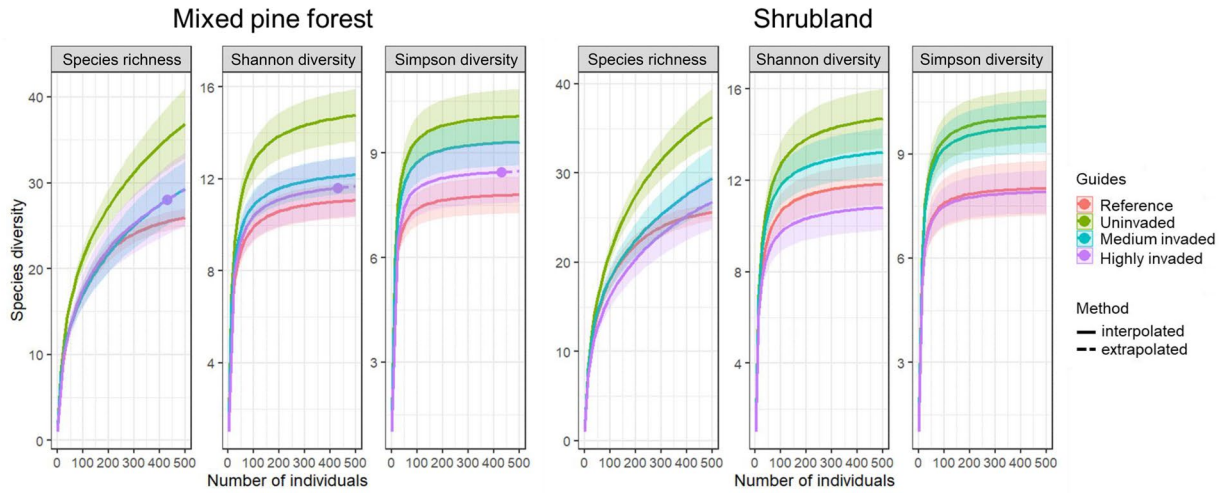 Mixed pine forest
Shrubland
Species richness
Shannon diversity
Simpson diversity
Species richness
Shannon diversity
Simpson diversity
Species diversity
40
30
20
10
0
16
12
8
4
9
6
3
40
30
20
10
0
16
12
8
4
9
6
3
0 100 200 300 400 500
0 100 200 300 400 500
0 100 200 300 400 500
0 100 200 300 400 500
0 100 200 300 400 500
0 100 200 300 400 500
Number of individuals
Number of individuals
Guides
Reference
Uninvaded
Medium invaded
Highly invaded
Method
interpolated
extrapolated